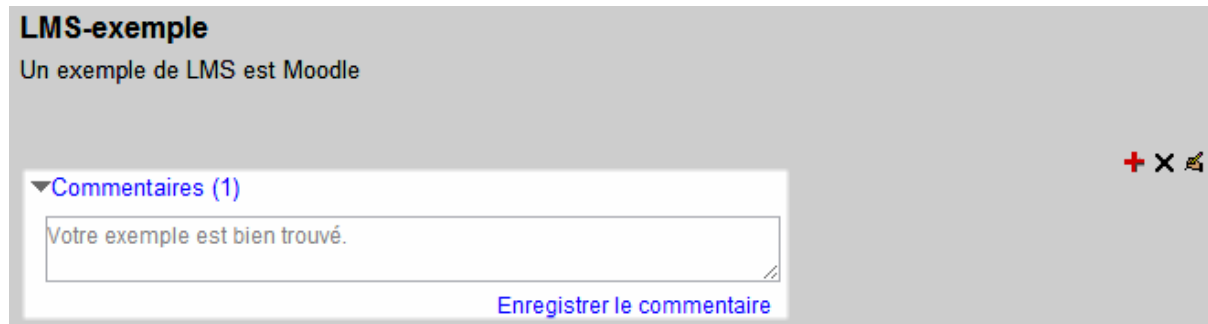 LMS-exemple
Un exemple de LMS est Moodle
Commentaires (1)
Votre exemple est bien trouvé.
Enregistrer le commentaire